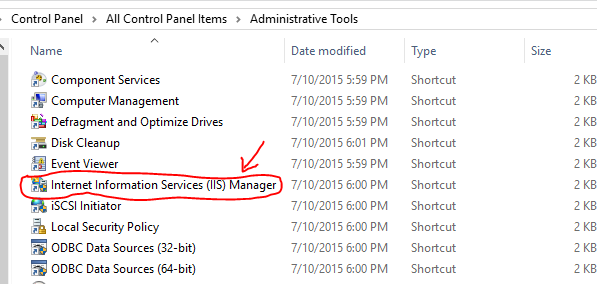 Control Panel > All Control Panel Items > Administrative Tools
Name Date modified Type Size
Component Services 7/10/2015 5:59 PM Shortcut 2 KB
Computer Management 7/10/2015 5:59 PM Shortcut 2 KB
Defragment and Optimize Drives 7/10/2015 5:59 PM Shortcut 2 KB
Disk Cleanup 7/10/2015 6:01 PM Shortcut 2 KB
Event Viewer 7/10/2015 5:59 PM Shortcut 2 KB
Internet Information Services (IIS) Manager 7/10/2015 6:00 PM Shortcut 2 KB
iSCSI Initiator 7/10/2015 6:00 PM Shortcut 2 KB
Local Security Policy 7/10/2015 6:00 PM Shortcut 2 KB
ODBC Data Sources (32-bit) 7/10/2015 6:00 PM Shortcut 2 KB
ODBC Data Sources (64-bit) 7/10/2015 6:00 PM Shortcut 2 KB